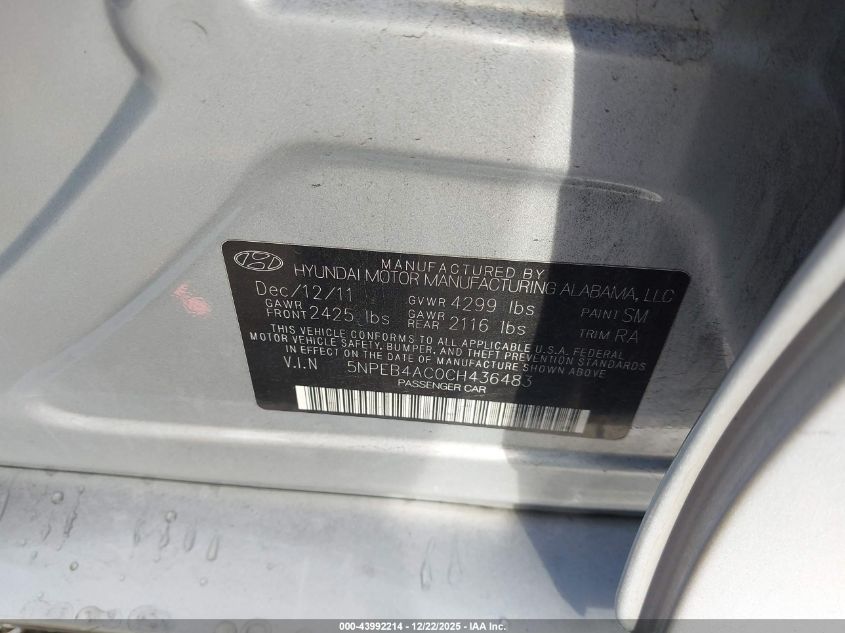 MANUFACTURED BY
HYUNDAI MOTOR MANUFACTURING ALABAMA, LLC
Dec/12/11 GVWR 4299 lbs PAINT SM
GAWR FRONT 2425 lbs GAWR REAR 2116 lbs TRIM RA
THIS VEHICLE CONFORMS TO ALL APPLICABLE U.S.A. FEDERAL
MOTOR VEHICLE SAFETY, BUMPER, AND THEFT PREVENTION STANDARDS
IN EFFECT ON THE DATE OF MANUFACTURE SHOWN ABOVE.
V.I.N 5NPEB4AC0CH436483
PASSENGER CAR
000-43992214 - 12/22/2025 - IAA Inc.